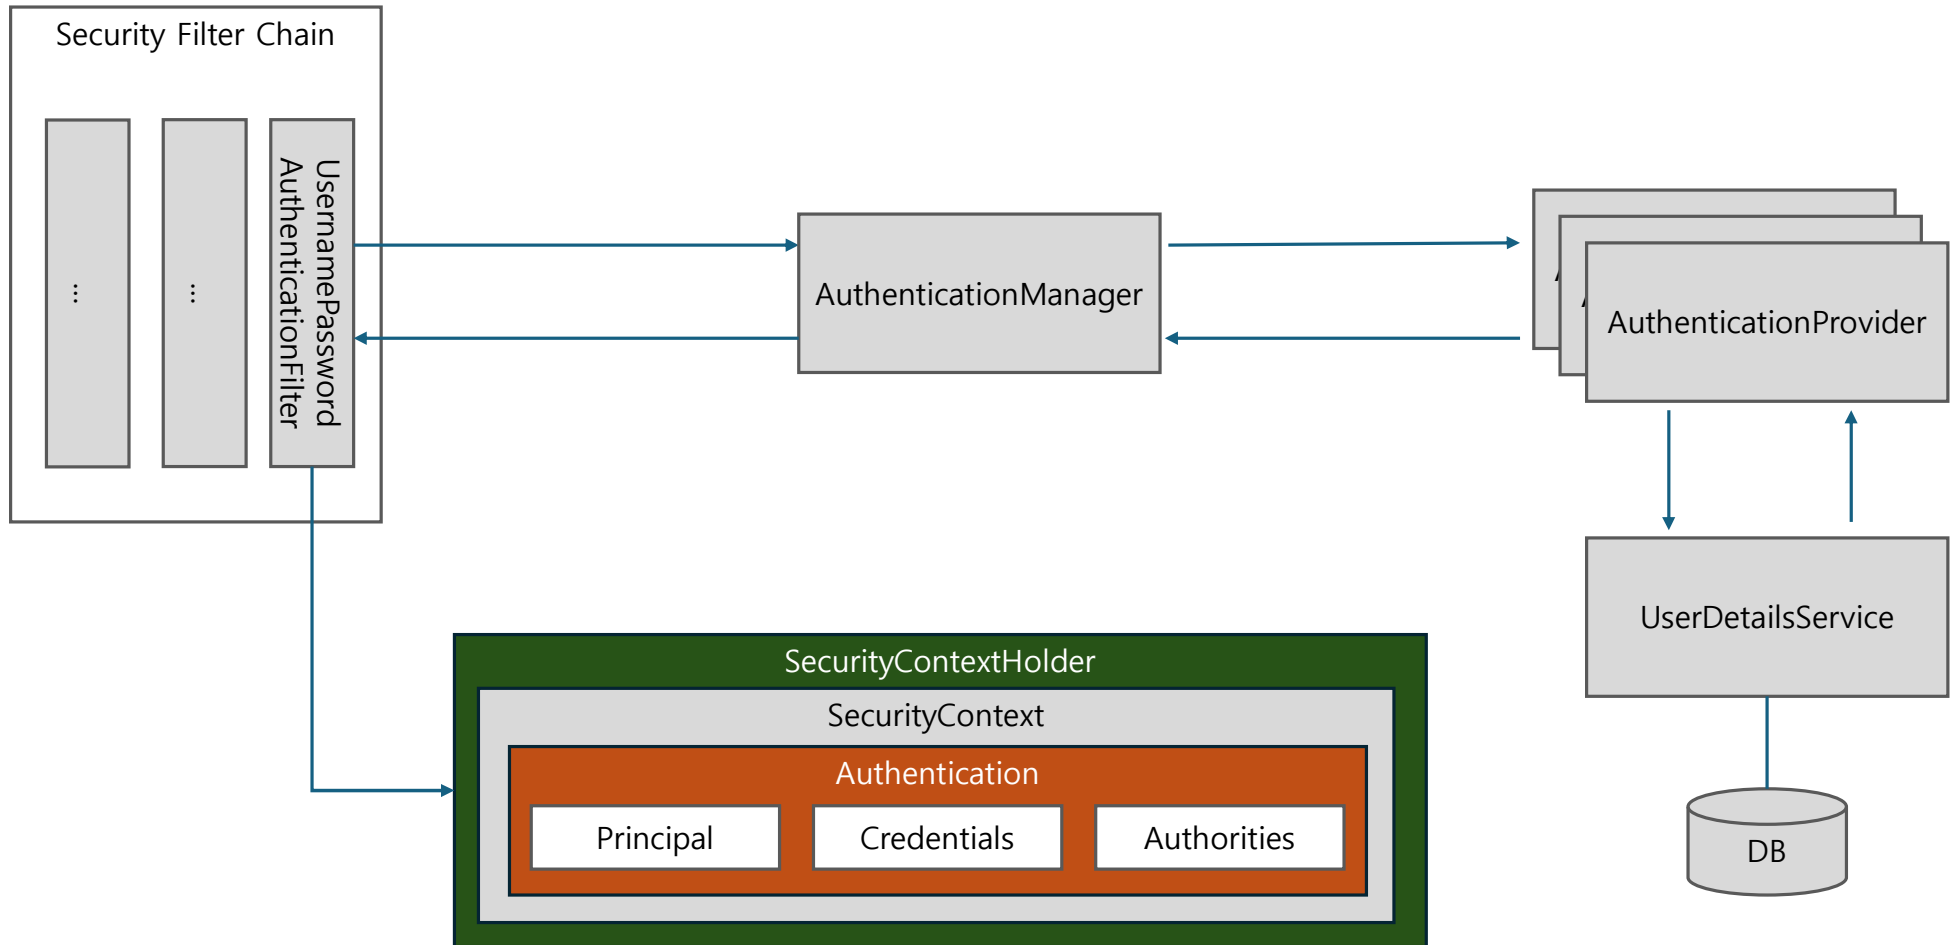 Security Filter Chain
...
...
UsernamePassword
AuthenticationFilter
AuthenticationManager
AuthenticationProvider
UserDetailsService
SecurityContextHolder
SecurityContext
Authentication
Principal
Credentials
Authorities
DB